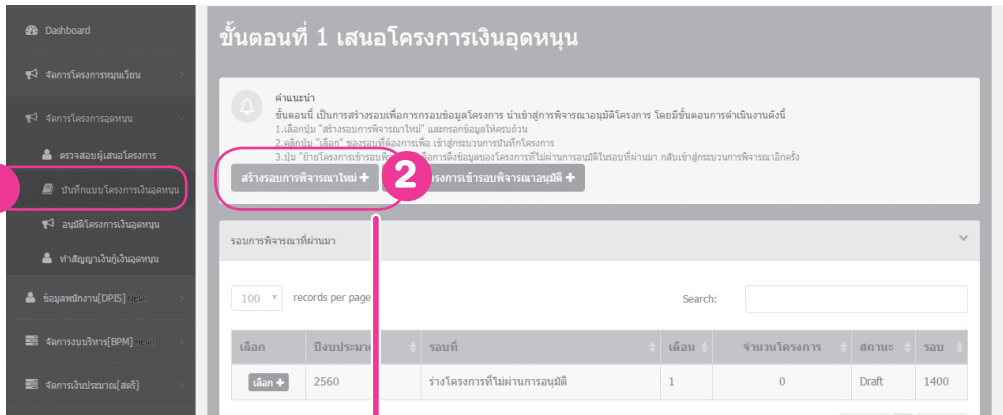 Dashboard
จัดการโครงการหมุนเวียน
จัดการโครงการอุดหนุน
ตรวจสอบผู้เสนอโครงการ
บันทึกแบบโครงการเงินอุดหนุน
อนุมัติโครงการเงินอุดหนุน
ทำสัญญาเงินกู้เงินอุดหนุน
ข้อมูลพนักงาน[DPIS] NEW!
จัดการงบบริหาร[BPM] NEW!
จัดการเงินประมาณ[สตรี]
ขั้นตอนที่ 1 เสนอโครงการเงินอุดหนุน
คำแนะนำ
ขั้นตอนนี้ เป็นการสร้างรอบเพื่อการกรอบข้อมูลโครงการ นำเข้าสู่การพิจารณาอนุมัติโครงการ โดยมีขั้นตอนการดำเนินงานดังนี้
1.เลือกปุ่ม "สร้างรอบการพิจารณาใหม่" และกรอกข้อมูลให้ครบถ้วน
2.คลิกปุ่ม "เลือก" ของรอบที่ต้องการเพื่อ เข้าสู่กระบวนการบันทึกโครงการ
3.ปุ่ม "ย้ายโครงการเข้ารอบ คือการดึงข้อมูลของโครงการที่ไม่ผ่านการอนุมัติในรอบที่ผ่านมา กลับเข้าสู่กระบวนการพิจารณาอีกครั้ง
สร้างรอบการพิจารณาใหม่ + 2 โครงการเข้ารอบพิจารณาอนุมัติ +
รอบการพิจารณาที่ผ่านมา
100 records per page Search:
เลือก ปีงบประมาณ รอบที่ เดือน จำนวนโครงการ สถานะ รอบ
เลือก + 2560 ร่างโครงการที่ไม่ผ่านการอนุมัติ 1 0 Draft 1400